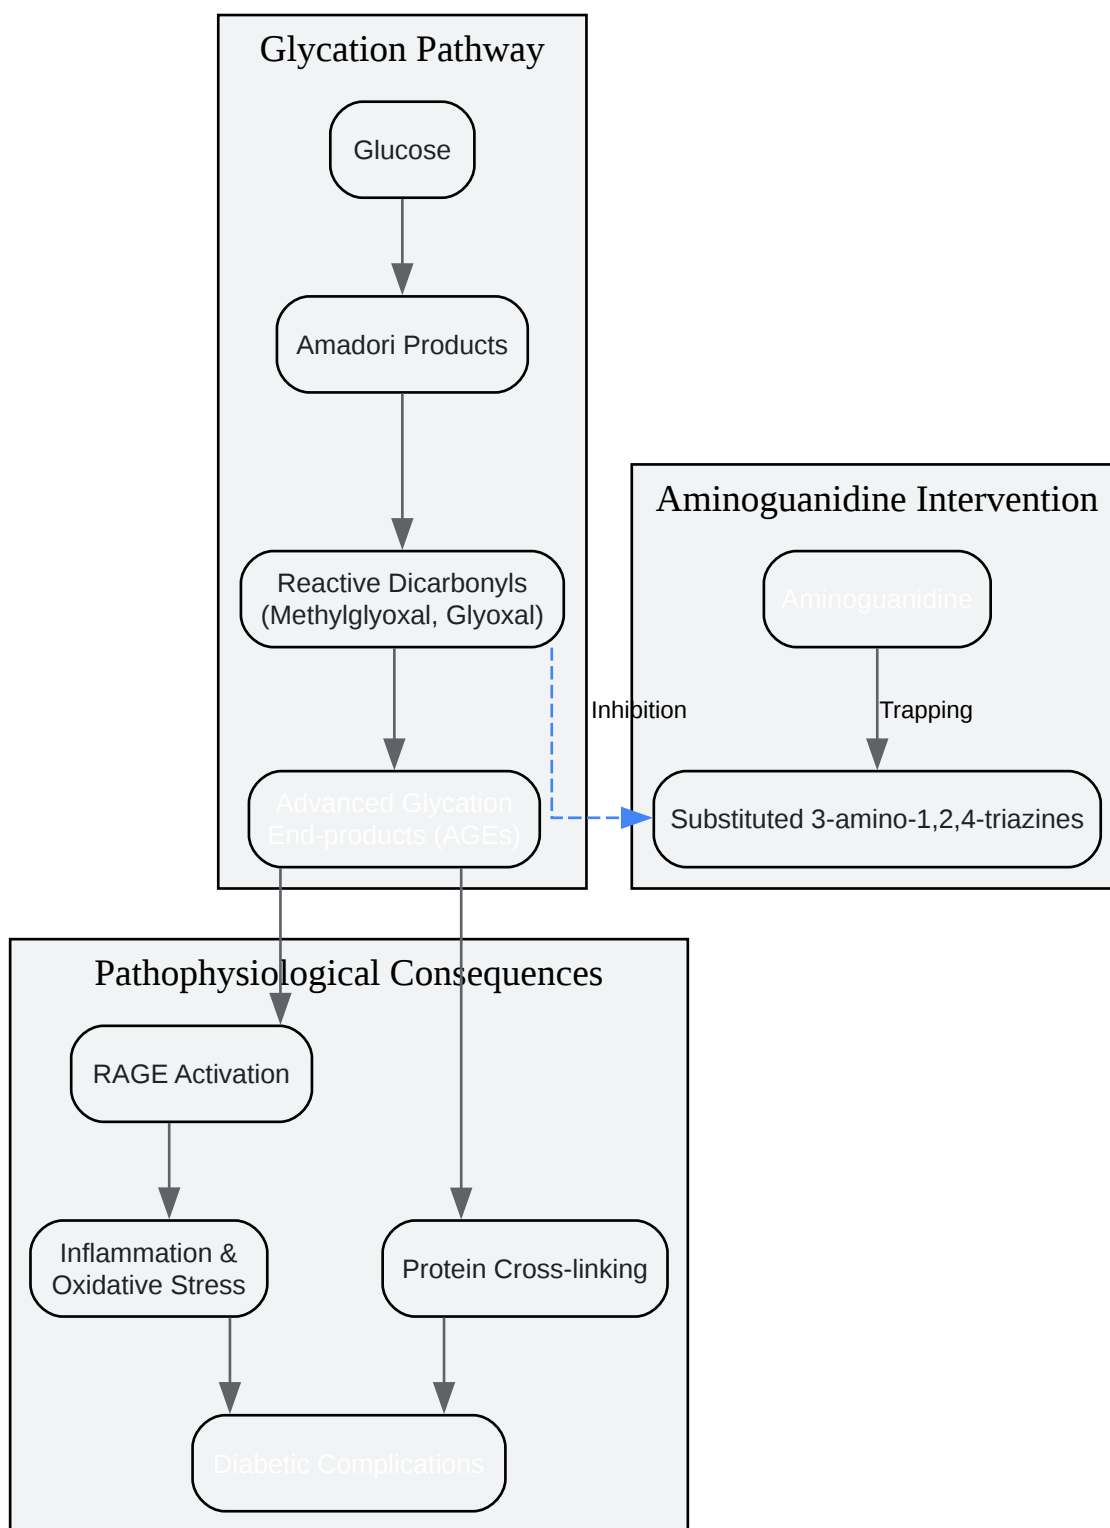 Glycation Pathway
Glucose
Amadori Products
Reactive Dicarbonyls
(Methylglyoxal, Glyoxal)
Advanced Glycation
End-products (AGEs)
Aminoguanidine Intervention
Aminoguanidine
Inhibition
Trapping
Substituted 3-amino-1,2,4-triazines
Pathophysiological Consequences
RAGE Activation
Inflammation &
Oxidative Stress
Protein Cross-linking
Diabetic Complications